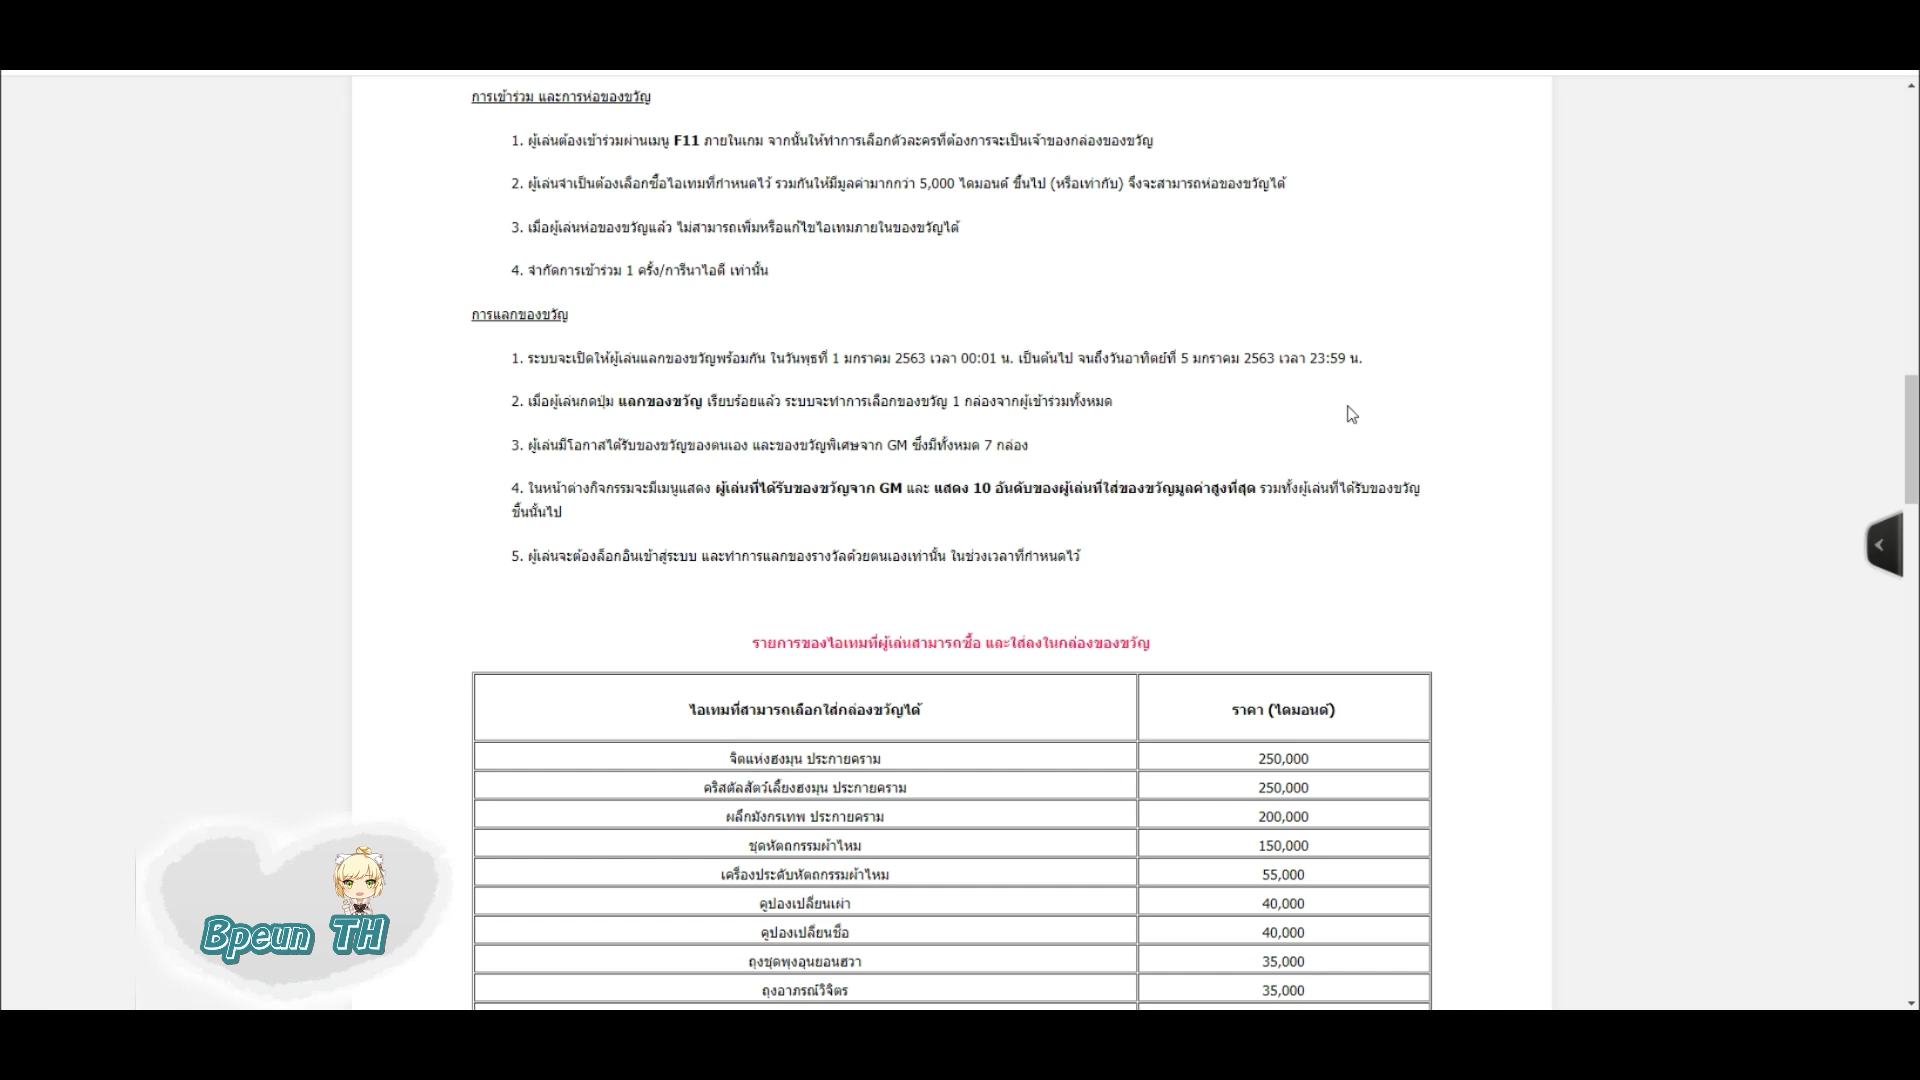 การเข้าร่วม และการห่อของขวัญ
1. ผู้เล่นต้องเข้าร่วมผ่านเมนู F11 ภายในเกม จากนั้นให้ทำการเลือกตัวละครที่ต้องการจะเป็นเจ้าของกล่องของขวัญ
2. ผู้เล่นจำเป็นต้องเลือกซื้อไอเทมที่กำหนดไว้ รวมกันให้มีมูลค่ามากกว่า 5,000 ไดมอนด์ ขึ้นไป (หรือเท่ากับ) จึงจะสามารถห่อของขวัญได้
3. เมื่อผู้เล่นห่อของขวัญแล้ว ไม่สามารถเพิ่มหรือแก้ไขไอเทมภายในของขวัญได้
4. จำกัดการเข้าร่วม 1 ครั้ง/การีนาไอดี เท่านั้น
การแลกของขวัญ
1. ระบบจะเปิดให้ผู้เล่นแลกของขวัญพร้อมกัน ในวันพุธที่ 1 มกราคม 2563 เวลา 00:01 น. เป็นต้นไป จนถึงวันอาทิตย์ที่ 5 มกราคม 2563 เวลา 23:59 น.
2. เมื่อผู้เล่นกดปุ่ม แลกของขวัญ เรียบร้อยแล้ว ระบบจะทำการเลือกของขวัญ 1 กล่องจากผู้เข้าร่วมทั้งหมด
3. ผู้เล่นมีโอกาสได้รับของขวัญของตนเอง และของขวัญพิเศษจาก GM ซึ่งมีทั้งหมด 7 กล่อง
4. ในหน้าต่างกิจกรรมจะมีเมนูแสดง ผู้เล่นที่ได้รับของขวัญจาก GM และ แสดง 10 อันดับของผู้เล่นที่ใส่ของขวัญมูลค่าสูงที่สุด รวมทั้งผู้เล่นที่ได้รับของขวัญ
ชิ้นนั้นไป
5. ผู้เล่นจะต้องล็อกอินเข้าสู่ระบบ และทำการแลกของรางวัลด้วยตนเองเท่านั้น ในช่วงเวลาที่กำหนดไว้
รายการของไอเทมที่ผู้เล่นสามารถซื้อ และใส่ลงในกล่องของขวัญ
ไอเทมที่สามารถเลือกใส่กล่องขวัญได้ ราคา (ไดมอนด์)
จิตแห่งฮงมุน ประกายคราม 250,000
คริสตัลสัตว์เลี้ยงฮงมุน ประกายคราม 250,000
ผลึกมังกรเทพ ประกายคราม 200,000
ชุดหัตถกรรมผ้าไหม 150,000
เครื่องประดับหัตถกรรมผ้าไหม 55,000
คูปองเปลี่ยนเผ่า 40,000
คูปองเปลี่ยนชื่อ 40,000
ถุงชุดพุงอุนยอนฮวา 35,000
ถุงอาภรณ์วิจิตร 35,000
Bpeun TH